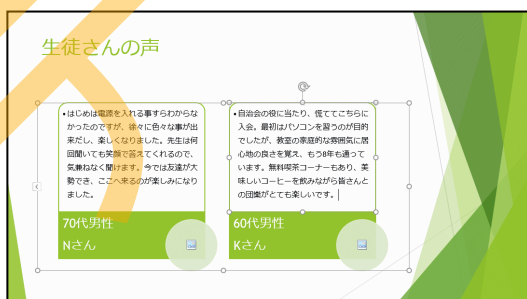 生徒さんの声
•はじめは電源を入れる事すらわからな
かったのですが、徐々に色々な事が出
来だし、楽しくなりました。先生は何
回聞いても笑顔で答えてくれるので、
気兼ねなく聞けます。今では友達が大
勢でき、ここへ来るのが楽しみになり
ました。
70代男性
Nさん
•自治会の役に当たり、慌ててこちらに
入会。最初はパソコンを習うのが目的
でしたが、教室の家庭的な雰囲気に居
心地の良さを覚え、もう8年も通って
います。無料喫茶コーナーもあり、美
味しいコーヒーを飲みながら皆さんと
の団欒がとても楽しいです。
60代男性
Kさん